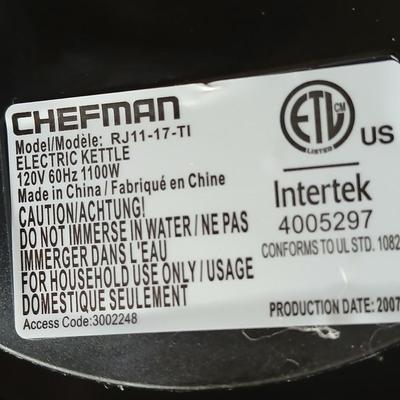 CHEFMAN
Model/Modèle: RJ11-17-TI
ELECTRIC KETTLE
120V 60Hz 1100W
Made in China / Fabriqué en Chine
CAUTION/ACHTUNG!
DO NOT IMMERSE IN WATER / NE PAS
IMMERGER DANS L'EAU
FOR HOUSEHOLD USE ONLY / USAGE
DOMESTIQUE SEULEMENT
Access Code:3002248
ETL CM
LISTED
US
Intertek
4005297
CONFORMS TO UL STD. 1082
PRODUCTION DATE: 2007